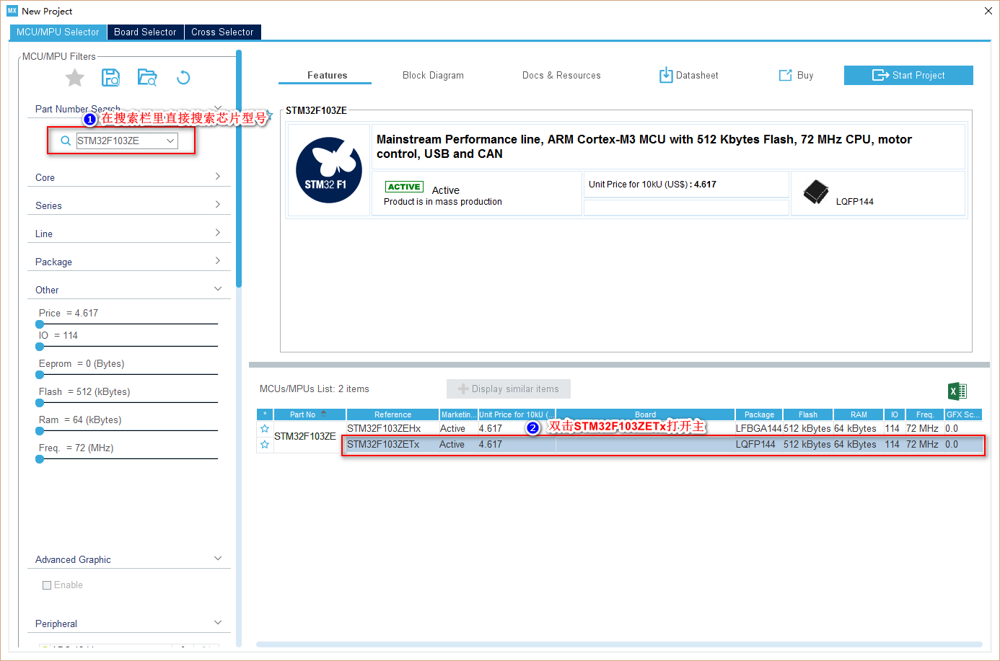 MX New Project
MCU/MPU Selector Board Selector Cross Selector
MCU/MPU Filters
Part Number Search
1 在搜索栏里直接搜索芯片型号
STM32F103ZE
Core
Series
Line
Package
Other
Price = 4.617
IO = 114
Eeprom = 0 (Bytes)
Flash = 512 (kBytes)
Ram = 64 (kBytes)
Freq. = 72 (MHz)
Advanced Graphic
Enable
Peripheral
Features Block Diagram Docs & Resources Datasheet Buy Start Project
STM32F103ZE
STM32 F1
Mainstream Performance line, ARM Cortex-M3 MCU with 512 Kbytes Flash, 72 MHz CPU, motor
control, USB and CAN
ACTIVE Active
Product is in mass production
Unit Price for 10kU (US$) : 4.617
LQFP144
MCUs/MPUs List: 2 items
Display similar items
* Part No Reference Marketin... Unit Price for 10kU (... Board Package Flash RAM IO Freq. GFX Sc...
STM32F103ZE
STM32F103ZEHx Active 4.617 LFBGA144 512 kBytes 64 kBytes 114 72 MHz 0.0
2 双击STM32F103ZETx打开主
STM32F103ZETx Active 4.617 LQFP144 512 kBytes 64 kBytes 114 72 MHz 0.0